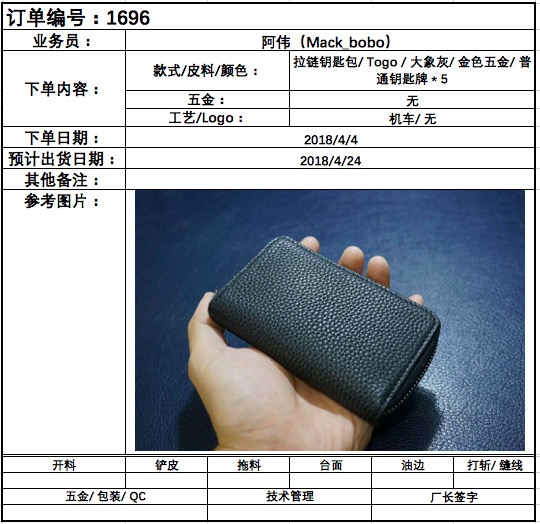 订单编号：1696
业务员： 阿伟（Mack_bobo）
下单内容： 款式/皮料/颜色： 拉链钥匙包/ Togo / 大象灰/ 金色五金/ 普
通钥匙牌 * 5
五金： 无
工艺/Logo： 机车/ 无
下单日期： 2018/4/4
预计出货日期： 2018/4/24
其他备注：
参考图片：
开料 铲皮 拖料 台面 油边 打斩/ 缝线
五金/ 包装/ QC 技术管理 厂长签字